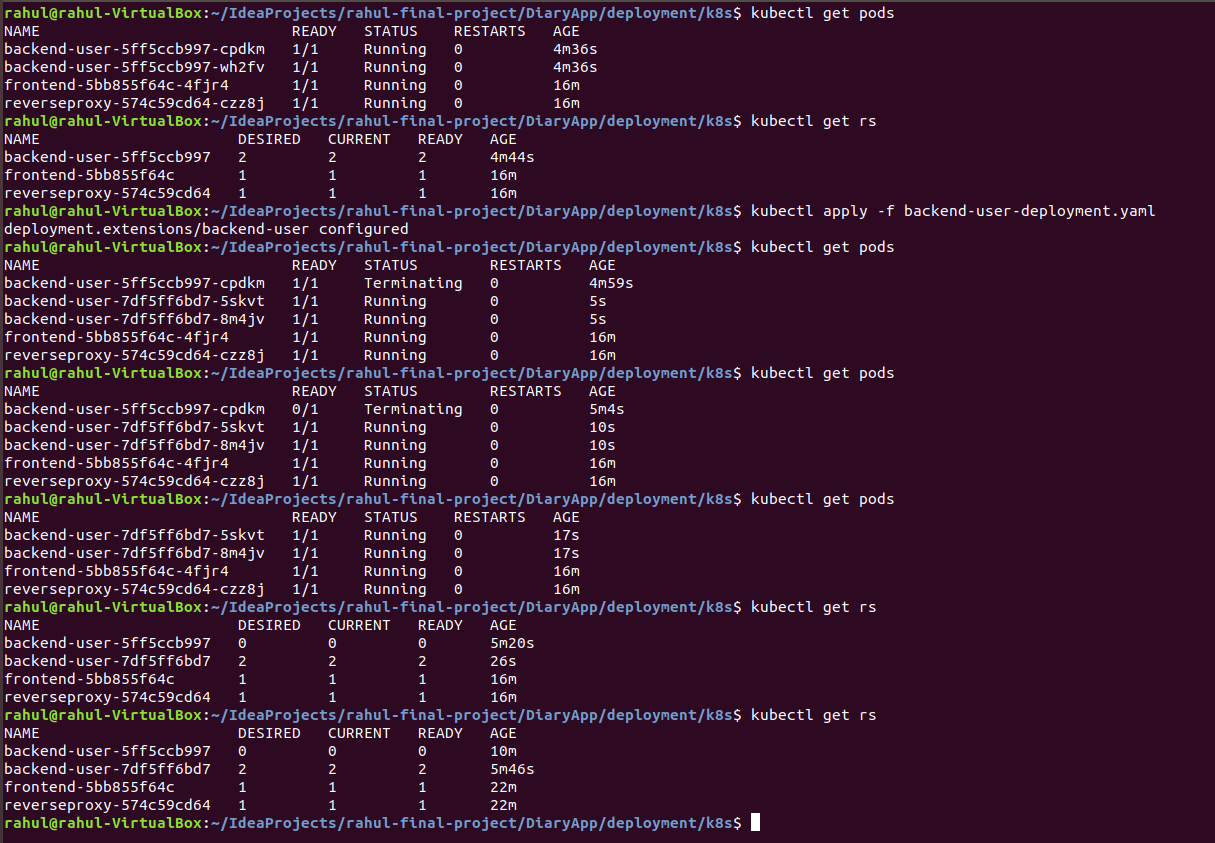 rahul@rahul-VirtualBox:~/IdeaProjects/rahul-final-project/DiaryApp/deployment/k8s$ kubectl get pods
NAME                            READY   STATUS    RESTARTS   AGE
backend-user-5ff5ccb997-cpdkm   1/1     Running   0          4m36s
backend-user-5ff5ccb997-wh2fv   1/1     Running   0          4m36s
frontend-5bb855f64c-4fjr4       1/1     Running   0          16m
reverseproxy-574c59cd64-czz8j   1/1     Running   0          16m
rahul@rahul-VirtualBox:~/IdeaProjects/rahul-final-project/DiaryApp/deployment/k8s$ kubectl get rs
NAME                      DESIRED   CURRENT   READY   AGE
backend-user-5ff5ccb997   2         2         2       4m44s
frontend-5bb855f64c       1         1         1       16m
reverseproxy-574c59cd64   1         1         1       16m
rahul@rahul-VirtualBox:~/IdeaProjects/rahul-final-project/DiaryApp/deployment/k8s$ kubectl apply -f backend-user-deployment.yaml
deployment.extensions/backend-user configured
rahul@rahul-VirtualBox:~/IdeaProjects/rahul-final-project/DiaryApp/deployment/k8s$ kubectl get pods
NAME                            READY   STATUS        RESTARTS   AGE
backend-user-5ff5ccb997-cpdkm   1/1     Terminating   0          4m59s
backend-user-7df5ff6bd7-5skvt   1/1     Running       0          5s
backend-user-7df5ff6bd7-8m4jv   1/1     Running       0          5s
frontend-5bb855f64c-4fjr4       1/1     Running       0          16m
reverseproxy-574c59cd64-czz8j   1/1     Running       0          16m
rahul@rahul-VirtualBox:~/IdeaProjects/rahul-final-project/DiaryApp/deployment/k8s$ kubectl get pods
NAME                            READY   STATUS        RESTARTS   AGE
backend-user-5ff5ccb997-cpdkm   0/1     Terminating   0          5m4s
backend-user-7df5ff6bd7-5skvt   1/1     Running       0          10s
backend-user-7df5ff6bd7-8m4jv   1/1     Running       0          10s
frontend-5bb855f64c-4fjr4       1/1     Running       0          16m
reverseproxy-574c59cd64-czz8j   1/1     Running       0          16m
rahul@rahul-VirtualBox:~/IdeaProjects/rahul-final-project/DiaryApp/deployment/k8s$ kubectl get pods
NAME                            READY   STATUS    RESTARTS   AGE
backend-user-7df5ff6bd7-5skvt   1/1     Running   0          17s
backend-user-7df5ff6bd7-8m4jv   1/1     Running   0          17s
frontend-5bb855f64c-4fjr4       1/1     Running   0          16m
reverseproxy-574c59cd64-czz8j   1/1     Running   0          16m
rahul@rahul-VirtualBox:~/IdeaProjects/rahul-final-project/DiaryApp/deployment/k8s$ kubectl get rs
NAME                      DESIRED   CURRENT   READY   AGE
backend-user-5ff5ccb997   0         0         0       5m20s
backend-user-7df5ff6bd7   2         2         2       26s
frontend-5bb855f64c       1         1         1       16m
reverseproxy-574c59cd64   1         1         1       16m
rahul@rahul-VirtualBox:~/IdeaProjects/rahul-final-project/DiaryApp/deployment/k8s$ kubectl get rs
NAME                      DESIRED   CURRENT   READY   AGE
backend-user-5ff5ccb997   0         0         0       10m
backend-user-7df5ff6bd7   2         2         2       5m46s
frontend-5bb855f64c       1         1         1       22m
reverseproxy-574c59cd64   1         1         1       22m
rahul@rahul-VirtualBox:~/IdeaProjects/rahul-final-project/DiaryApp/deployment/k8s$